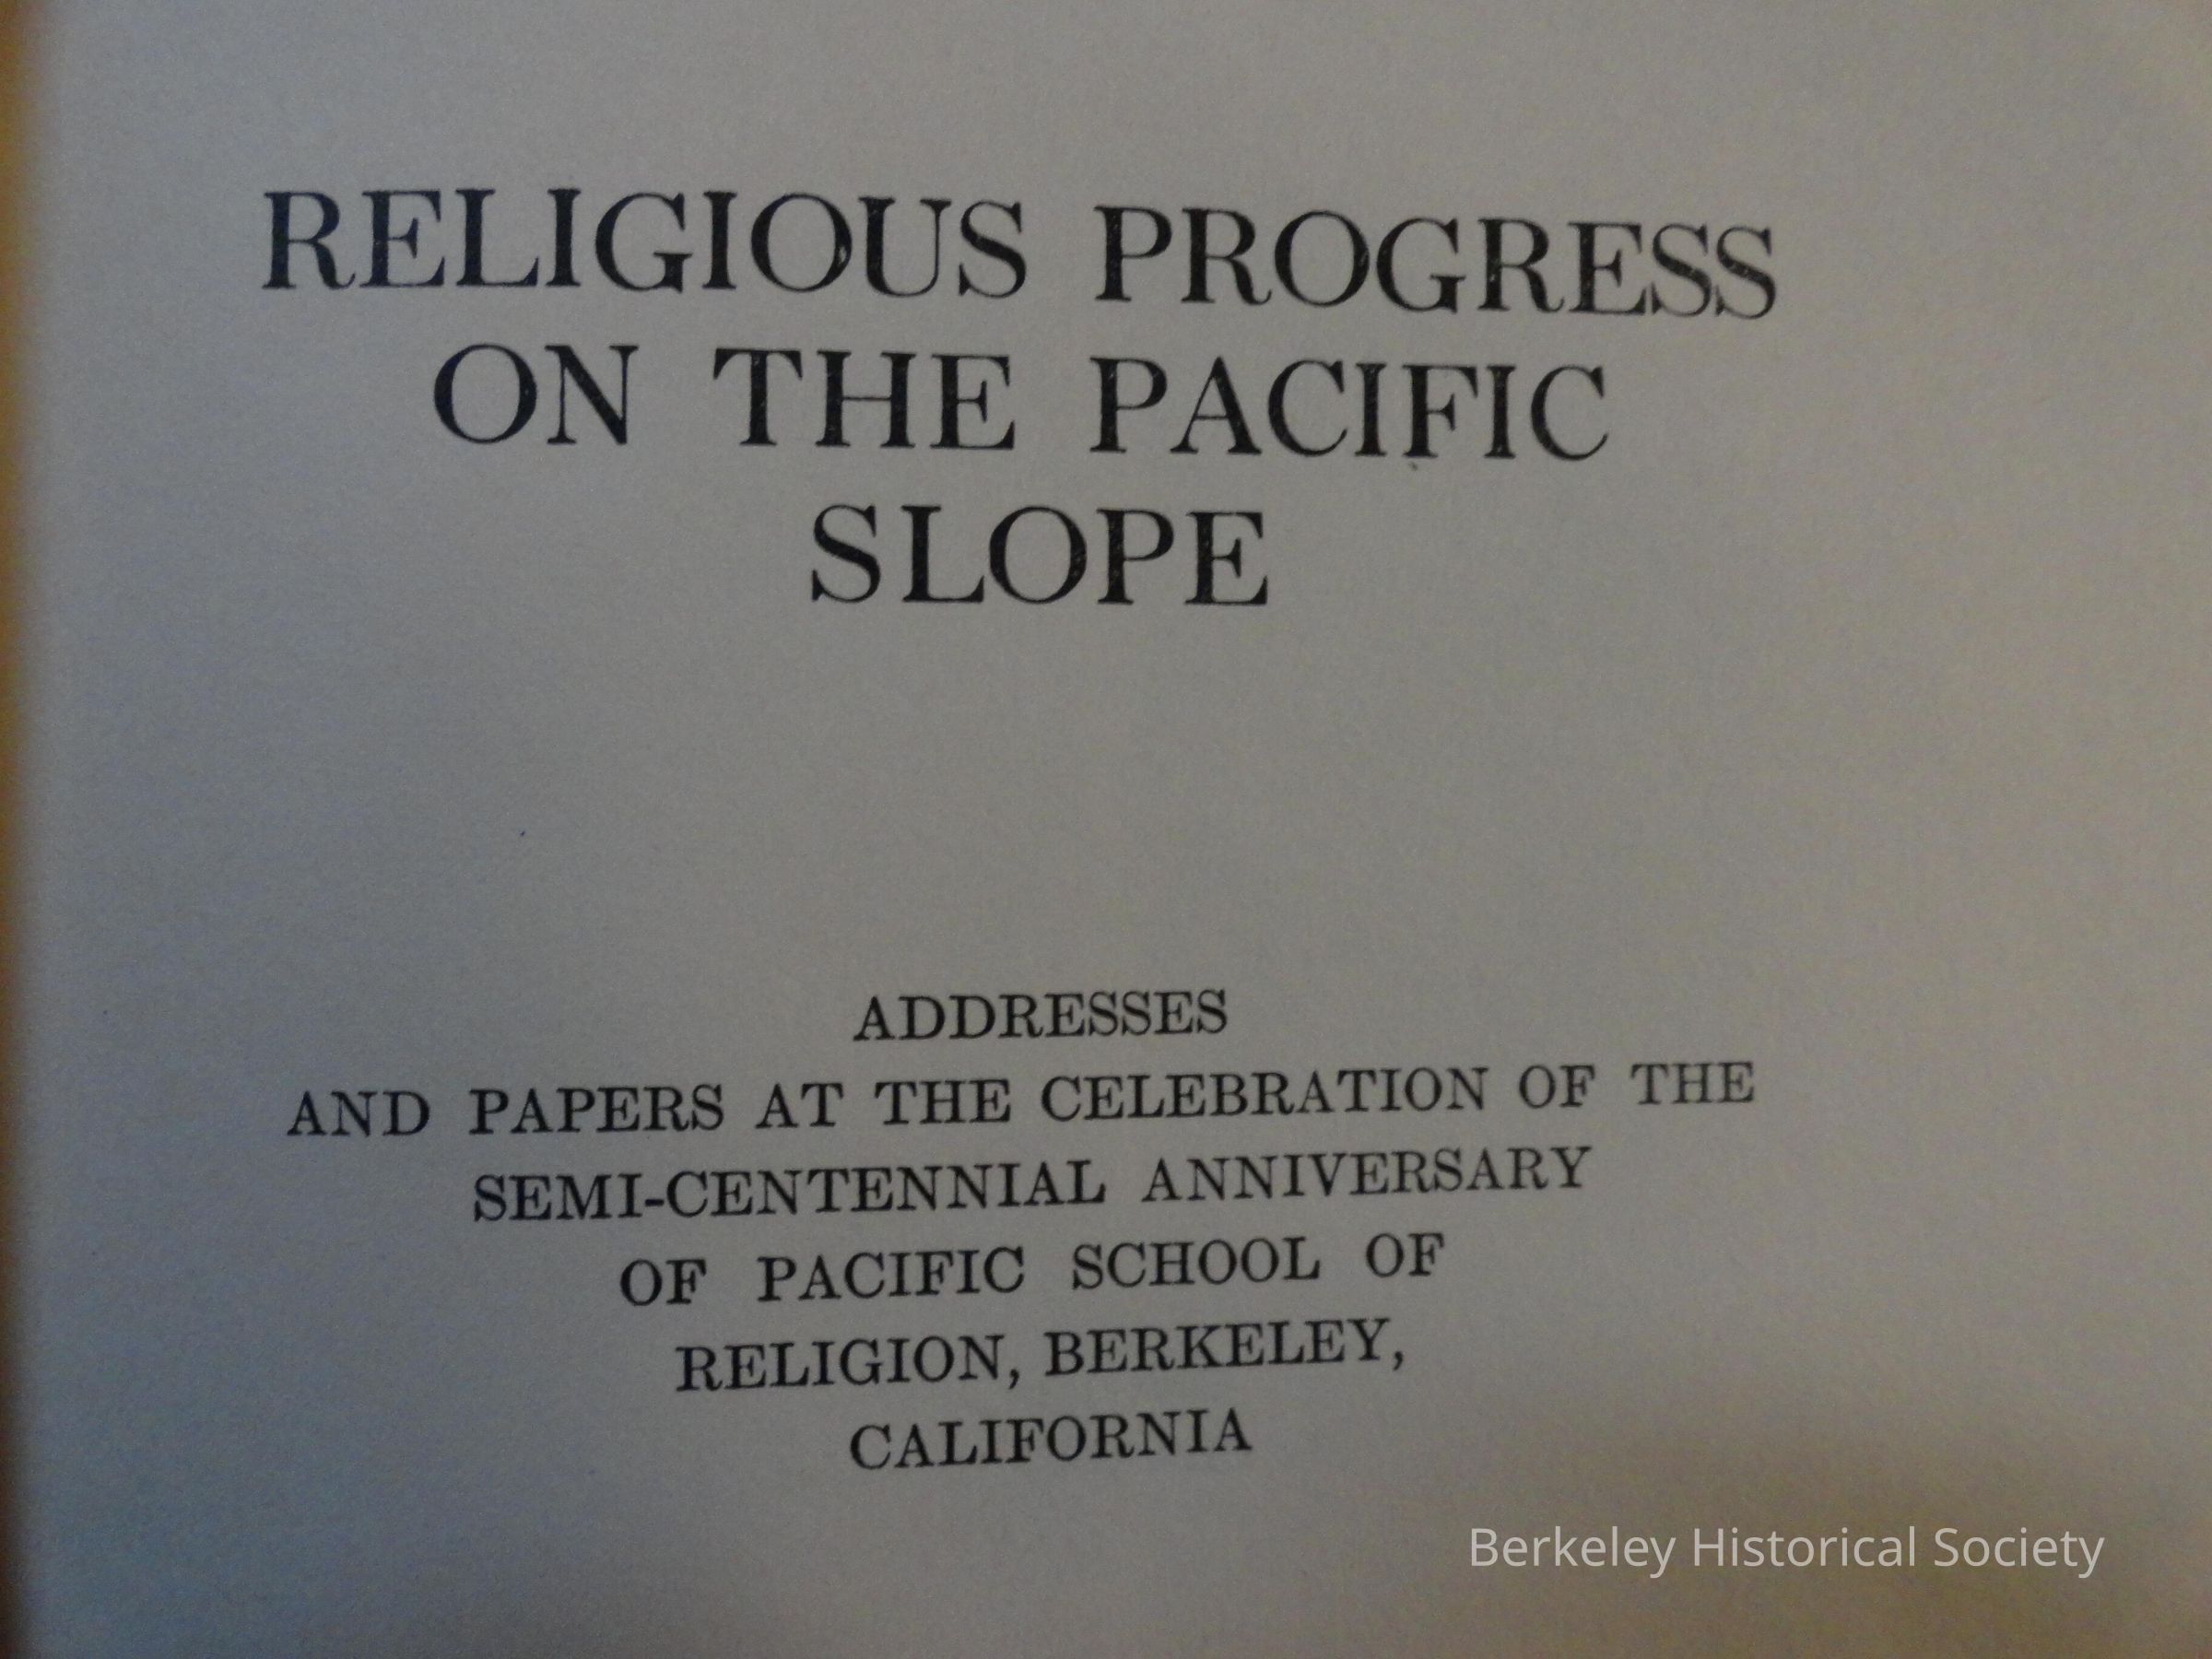 RELIGIOUS PROGRESS
ON THE PACIFIC
SLOPE
ADDRESSES
AND PAPERS AT THE CELEBRATION OF THE
SEMI-CENTENNIAL ANNIVERSARY
OF PACIFIC SCHOOL OF
RELIGION, BERKELEY,
CALIFORNIA
Berkeley Historical Society